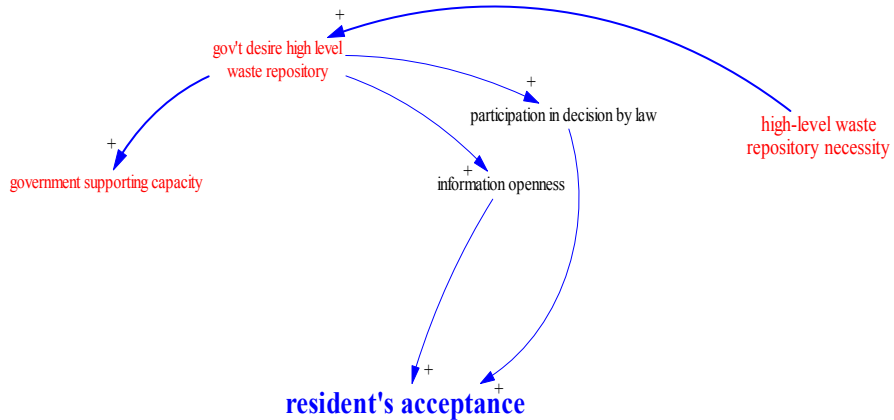 +
gov't desire high level
waste repository
+
participation in decision by law
high-level waste
repository necessity
+
government supporting capacity
+
information openness
+
+
resident's acceptance